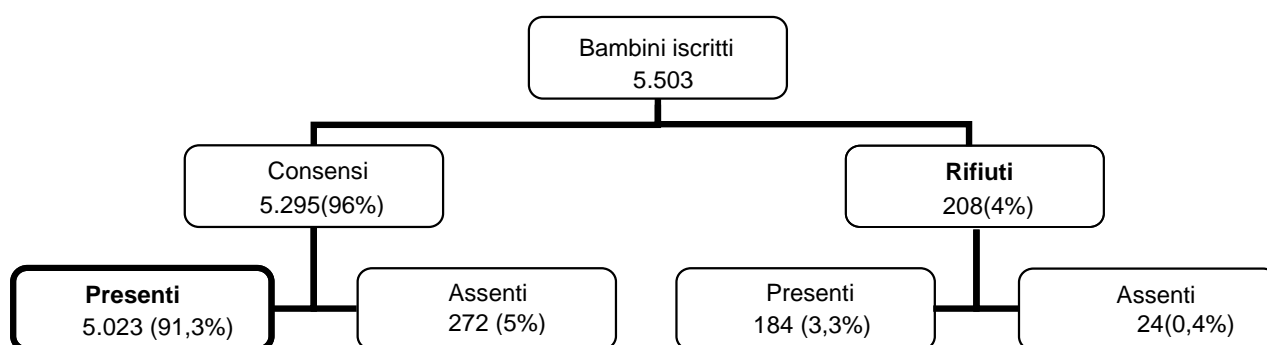 Bambini iscritti
5.503
Consensi
5.295(96%)
Rifiuti
208(4%)
Presenti
5.023 (91,3%)
Assenti
272 (5%)
Presenti
184 (3,3%)
Assenti
24(0,4%)